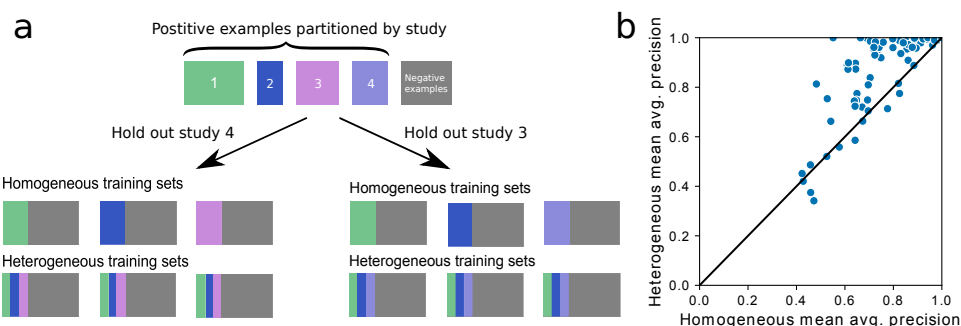 a
Postitive examples partitioned by study
1
2
3
4
Negative
examples
Hold out study 4
Hold out study 3
Homogeneous training sets
Homogeneous training sets
Heterogeneous training sets
Heterogeneous training sets
b
Heterogeneous mean avg. precision
1.0
0.8
0.6
0.4
0.2
0.0
0.0 0.2 0.4 0.6 0.8 1.0
Homogeneous mean avg. precision